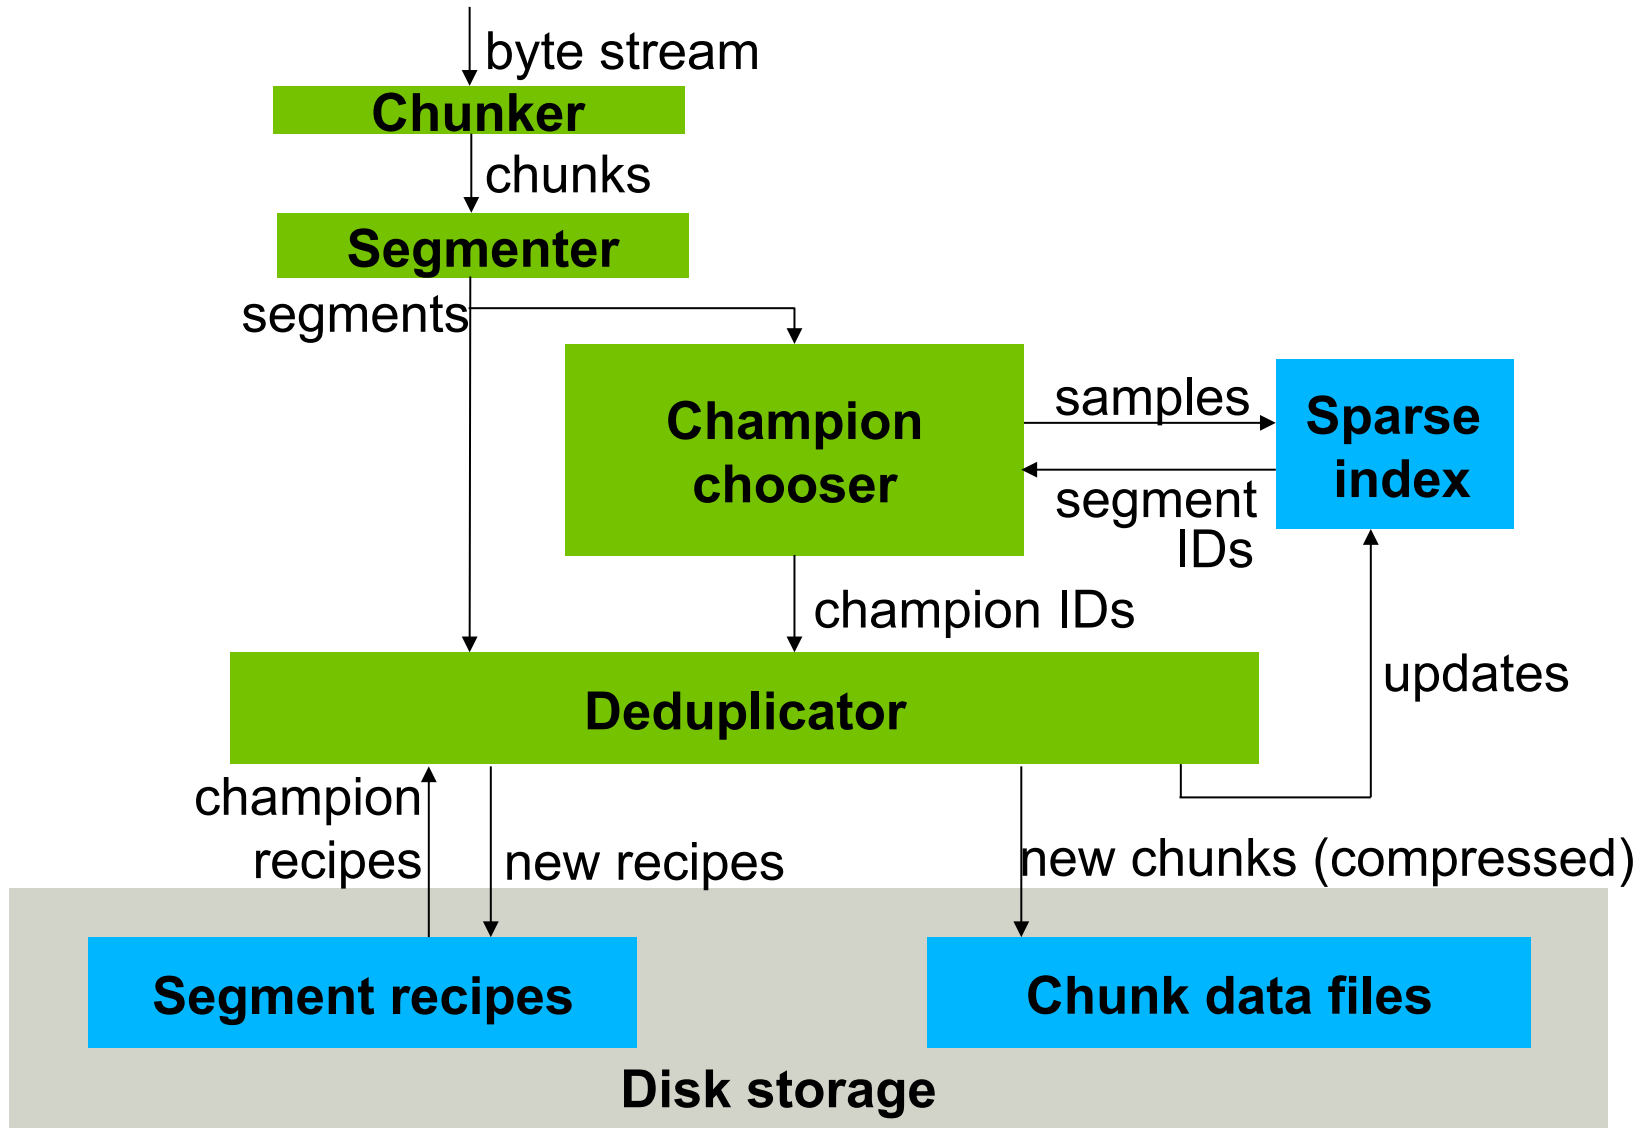 byte stream
Chunker
chunks
Segmenter
segments
Champion
chooser
samples
Sparse
index
segment
IDs
champion IDs
updates
Deduplicator
champion
recipes
new recipes
new chunks (compressed)
Segment recipes
Chunk data files
Disk storage